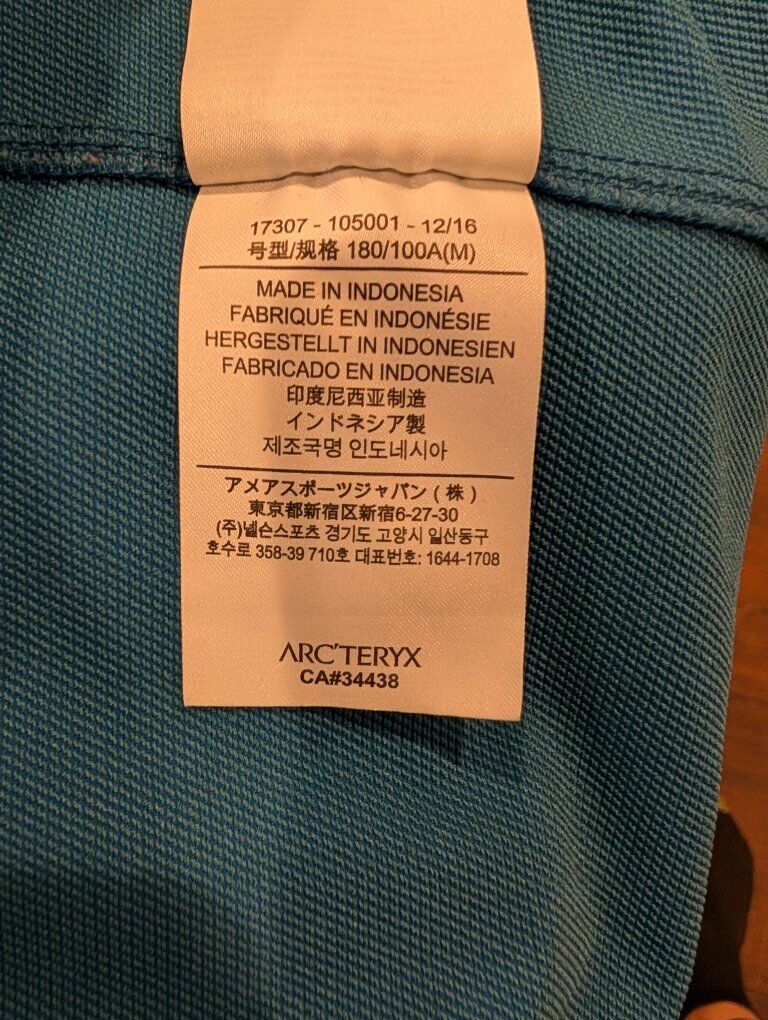 17307 - 105001 - 12/16
号型/规格 180/100A(M)
MADE IN INDONESIA
FABRIQUÉ EN INDONÉSIE
HERGESTELLT IN INDONESIEN
FABRICADO EN INDONESIA
印度尼西亚制造
インドネシア製
제조국명 인도네시아
アメアスポーツジャパン ( 株 )
東京都新宿区新宿6-27-30
(주)넬슨스포츠 경기도 고양시 일산동구
호수로 358-39 710호 대표번호: 1644-1708
ARC'TERYX
CA#34438